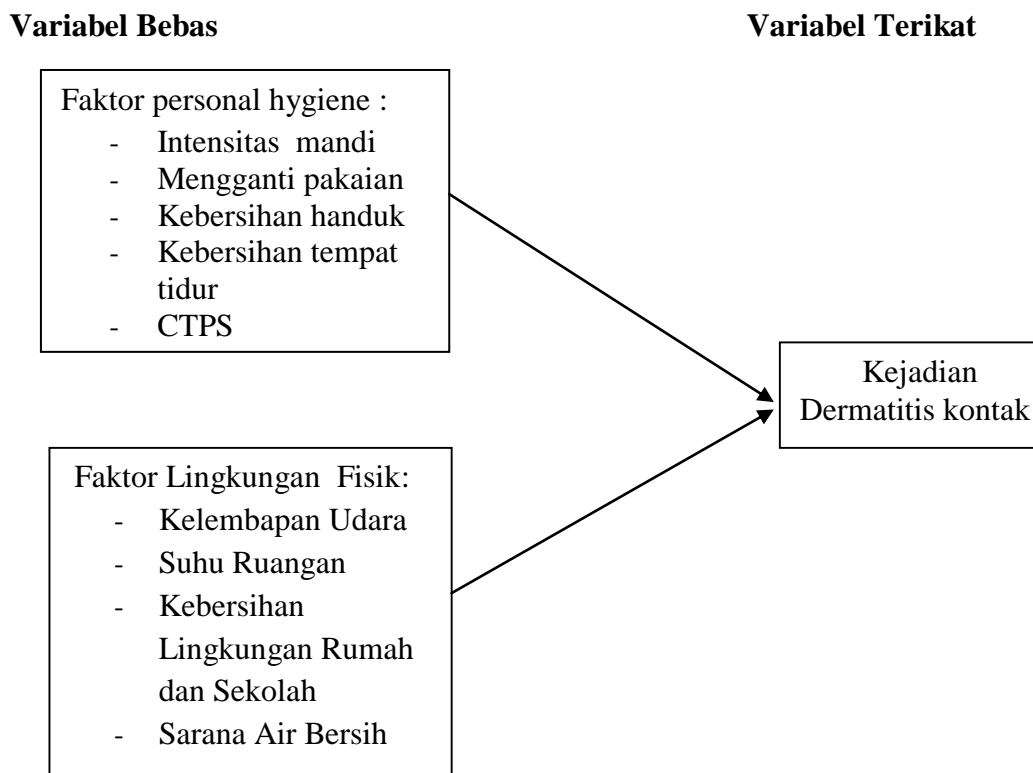 Variabel Bebas
Variabel Terikat
Faktor personal hygiene :
- Intensitas mandi
- Mengganti pakaian
- Kebersihan handuk
- Kebersihan tempat
tidur
- CTPS
Kejadian
Dermatitis kontak
Faktor Lingkungan Fisik:
- Kelembapan Udara
- Suhu Ruangan
- Kebersihan
Lingkungan Rumah
dan Sekolah
- Sarana Air Bersih